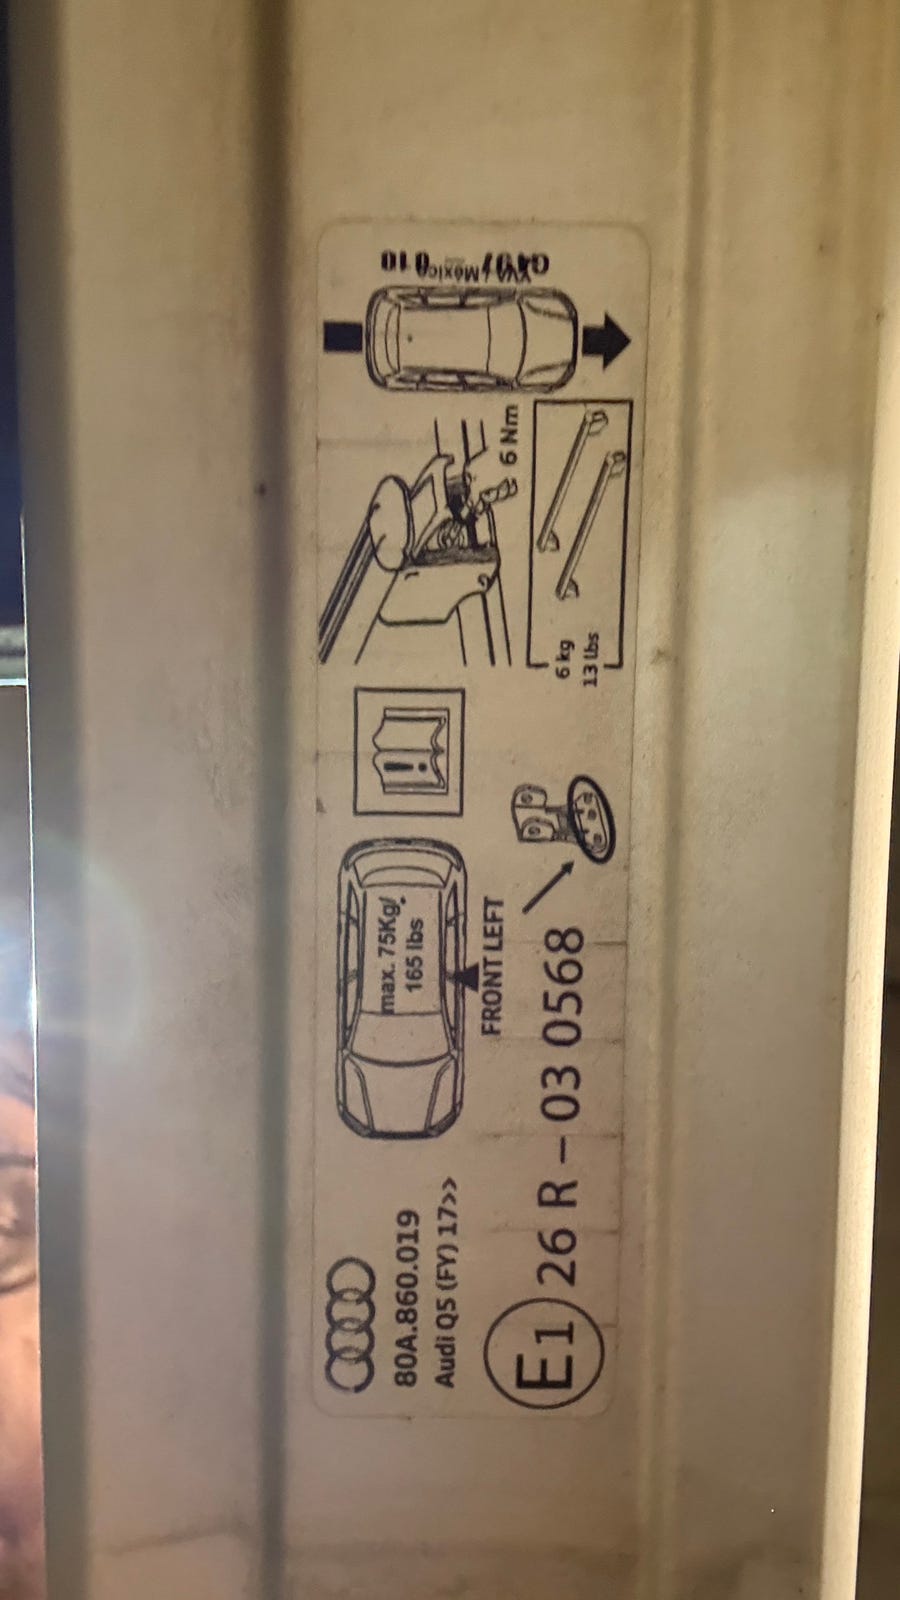 80A.860.019
Audi Q5 (FY) 17>>
E1
26 R – 03 0568
max. 75Kg/
165 lbs
FRONT LEFT
6 Nm
6 kg
13 lbs